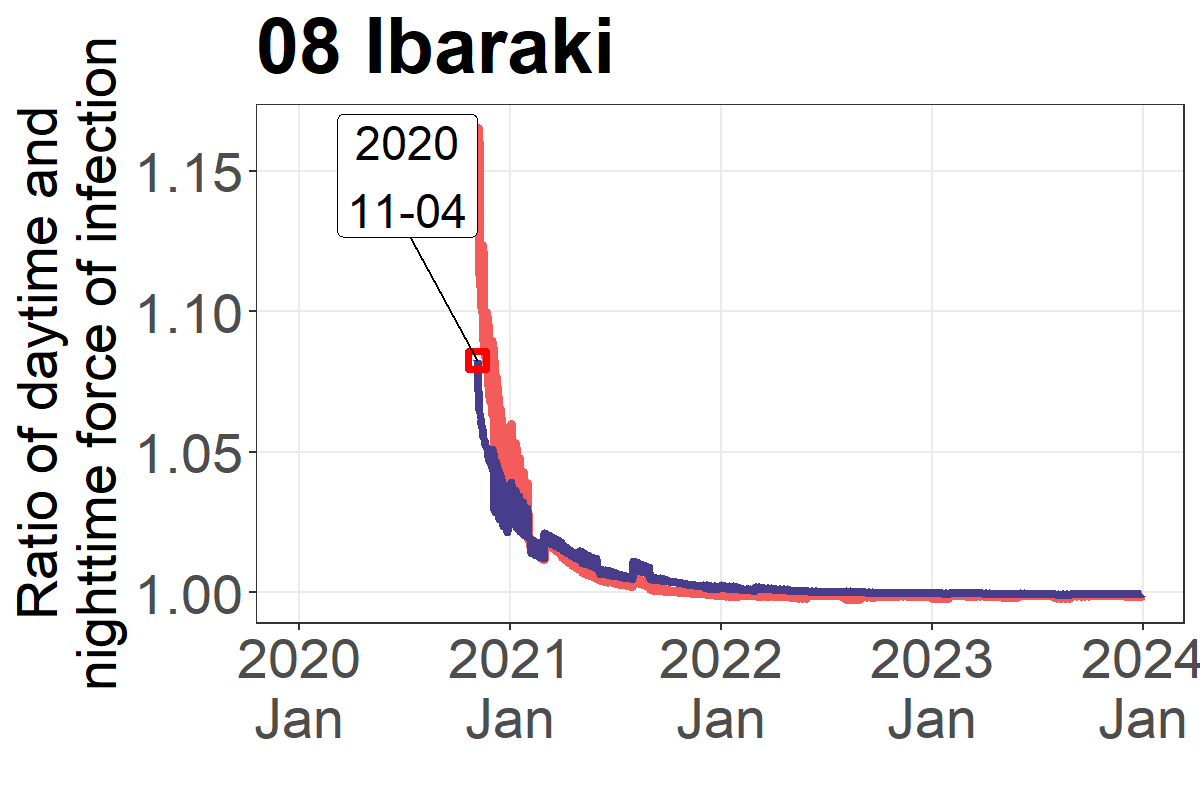 08 Ibaraki
Ratio of daytime and
nighttime force of infection
1.15
1.10
1.05
1.00
2020
11-04
2020
Jan
2021
Jan
2022
Jan
2023
Jan
2024
Jan